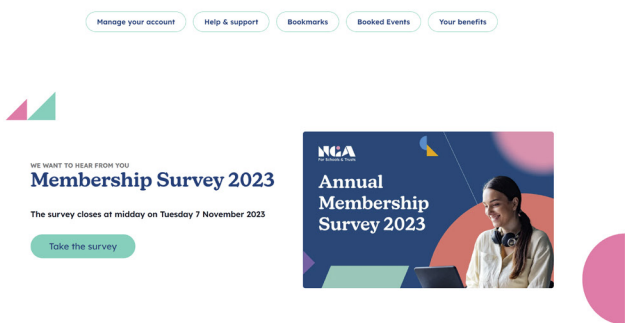 Manage your account
Help & support
Bookmarks
Booked Events
Your benefits
WE WANT TO HEAR FROM YOU
Membership Survey 2023
The survey closes at midday on Tuesday 7 November 2023
Take the survey
NGA
For Schools & Trusts
Annual
Membership
Survey 2023